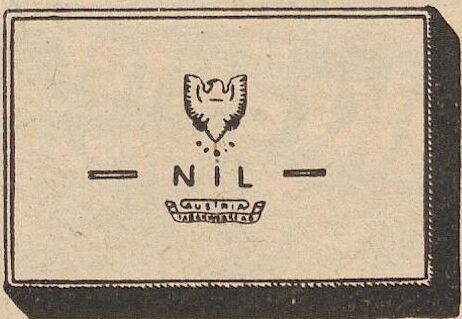 — NIL —
AUSTRIA